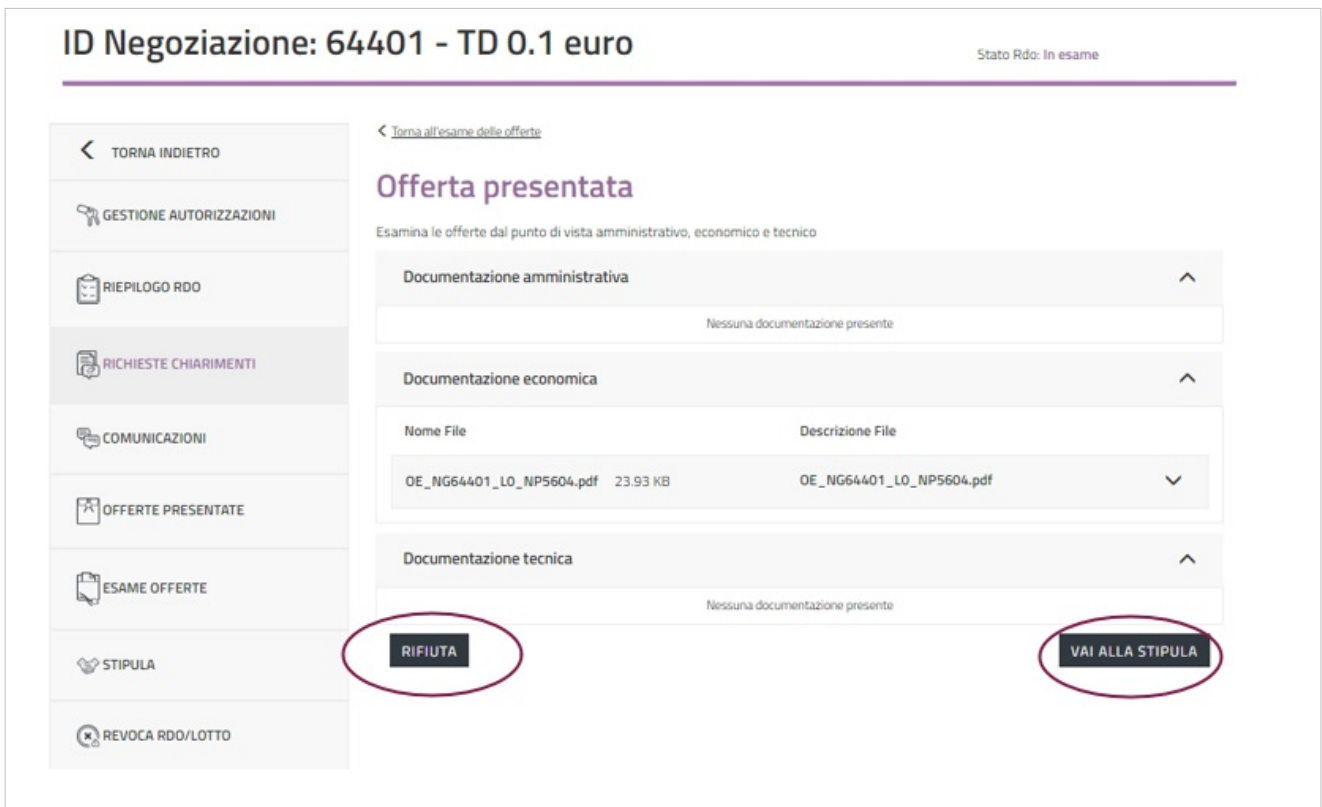 ID Negoziazione: 64401 - TD 0.1 euro
Stato Rdo: In esame
TORNA INDIETRO
GESTIONE AUTORIZZAZIONI
RIEPILOGO RDO
RICHIESTE CHIARIMENTI
COMUNICAZIONI
OFFERTE PRESENTATE
ESAME OFFERTE
STIPULA
REVOCA RDO/LOTTO
Torna all'esame delle offerte
Offerta presentata
Esamina le offerte dal punto di vista amministrativo, economico e tecnico
Documentazione amministrativa
Nessuna documentazione presente
Documentazione economica
Nome File Descrizione File
OE_NG64401_L0_NP5604.pdf 23.93 KB OE_NG64401_L0_NP5604.pdf
Documentazione tecnica
Nessuna documentazione presente
RIFIUTA VAI ALLA STIPULA